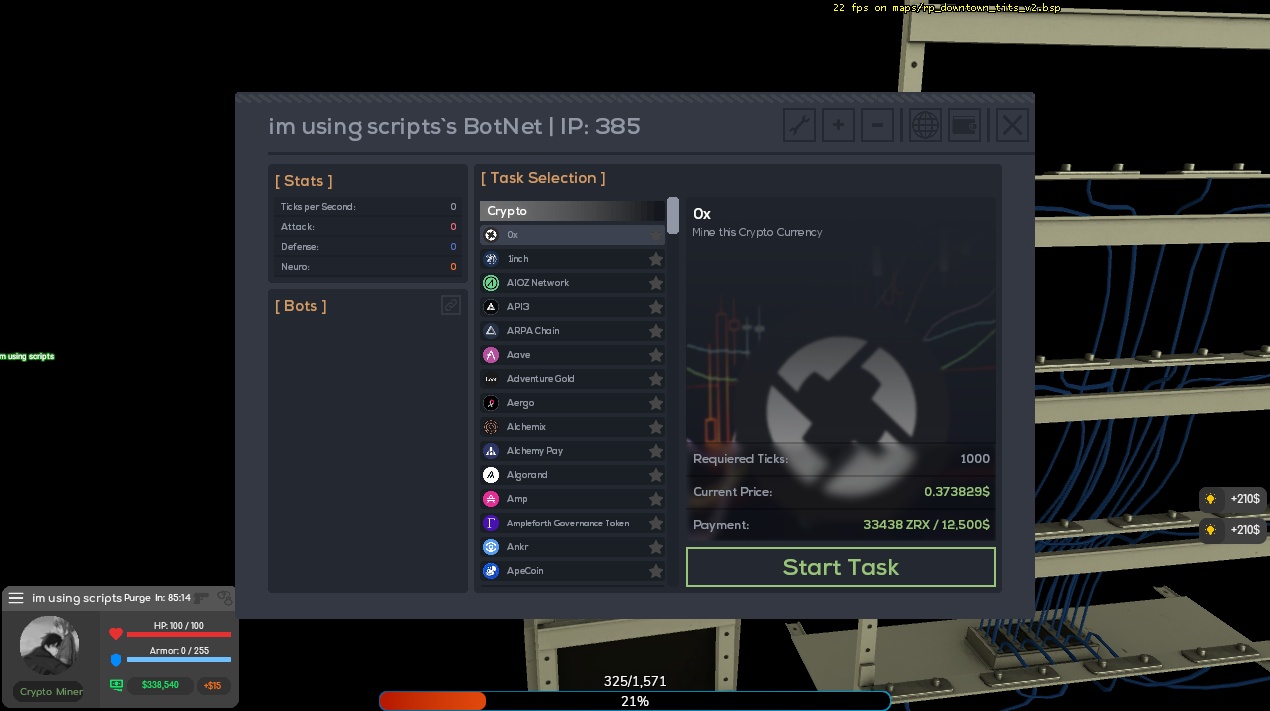 22 fps on maps/rp_downtown_tits_v2.bsp
im using scripts`s BotNet | IP: 385
[ Stats ]
Ticks per Second: 0
Attack: 0
Defense: 0
Neuro: 0
[ Bots ]
[ Task Selection ]
Crypto
0x
1inch
AIOZ Network
API3
ARPA Chain
Aave
Adventure Gold
Aergo
Alchemix
Alchemy Pay
Algorand
Amp
Ampleforth Governance Token
Ankr
ApeCoin
0x
Mine this Crypto Currency
Requiered Ticks: 1000
Current Price: 0.373829$
Payment: 33438 ZRX / 12,500$
Start Task
m using scripts
+210$
+210$
im using scripts Purge In: 85:14
HP: 100 / 100
Armor: 0 / 255
$338,540 +$15
Crypto Miner
325/1,571
21%